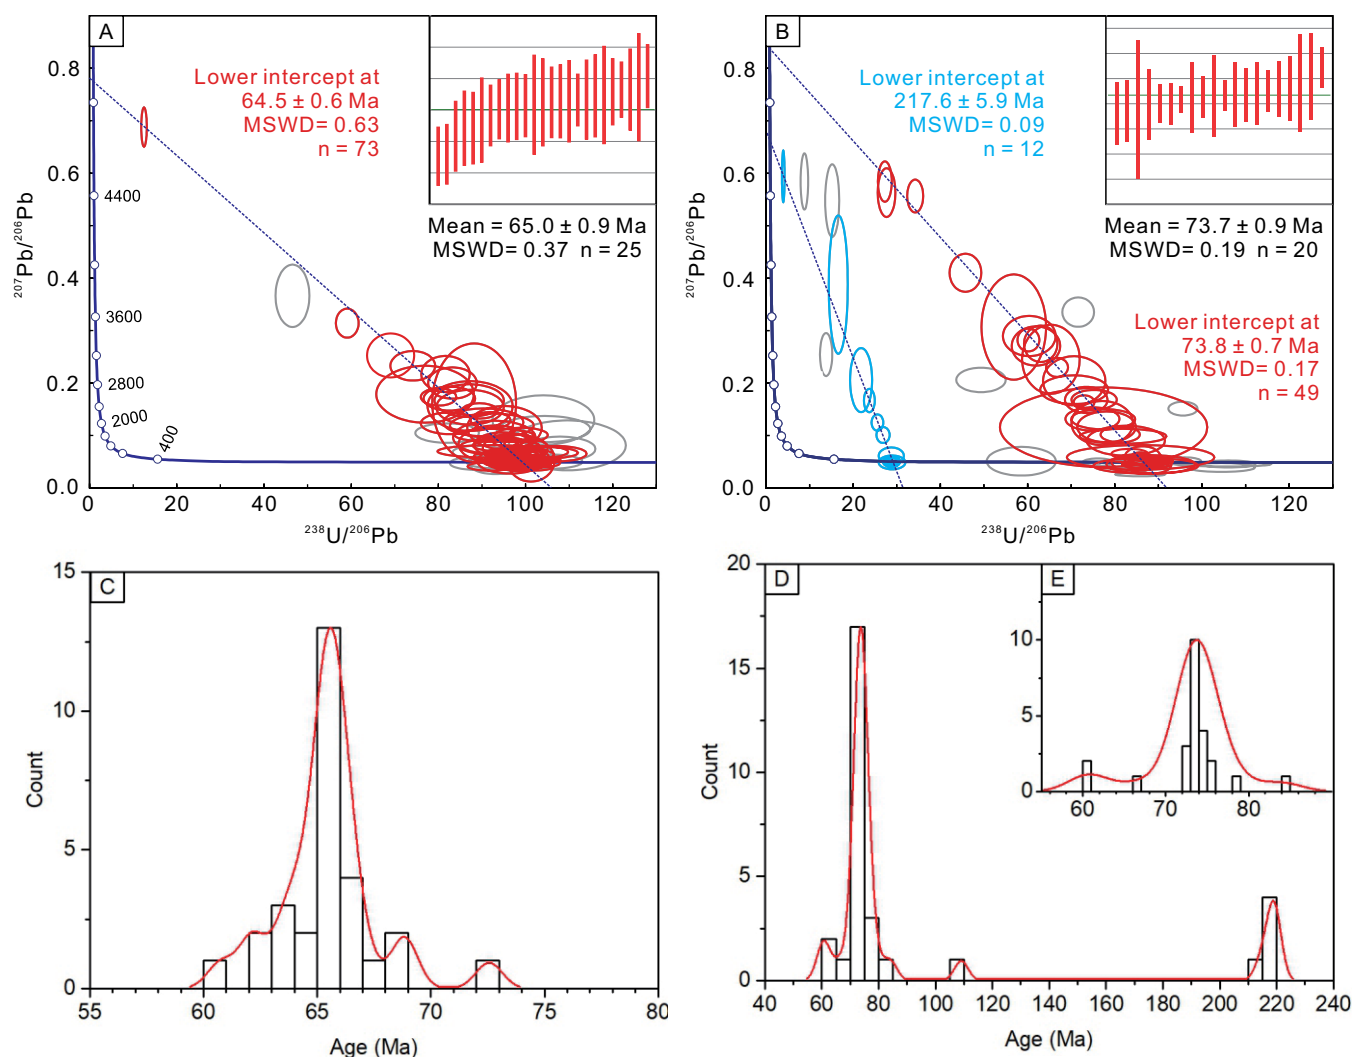 A
0.8
0.6
0.4
0.2
0.0
207Pb/206Pb
4400
3600
2800
2000
400
Lower intercept at
64.5 ± 0.6 Ma
MSWD= 0.63
n = 73
Mean = 65.0 ± 0.9 Ma
MSWD= 0.37 n = 25
0 20 40 60 80 100 120
238U/206Pb
B
0.8
0.6
0.4
0.2
0.0
207Pb/206Pb
Lower intercept at
217.6 ± 5.9 Ma
MSWD= 0.09
n = 12
Mean = 73.7 ± 0.9 Ma
MSWD= 0.19 n = 20
Lower intercept at
73.8 ± 0.7 Ma
MSWD= 0.17
n = 49
0 20 40 60 80 100 120
238U/206Pb
C
15
10
5
0
Count
55 60 65 70 75 80
Age (Ma)
D
20
15
10
5
0
Count
40 60 80 100 120 140 160 180 200 220 240
Age (Ma)
E
10
5
0
60 70 80